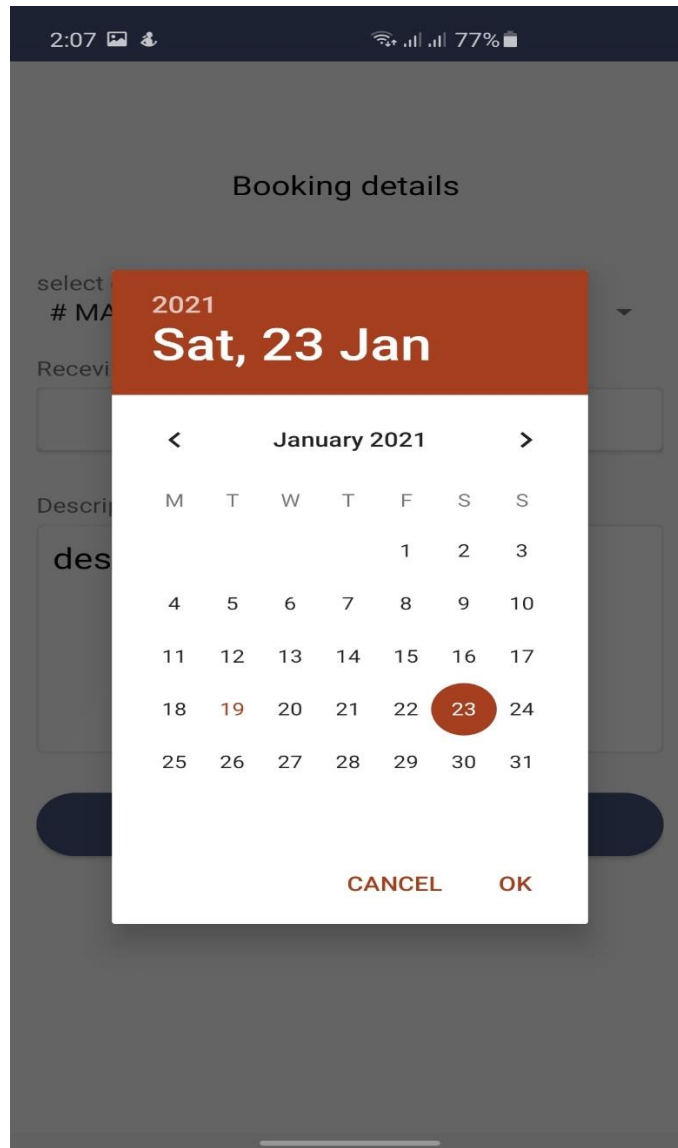 2:07 77%
Booking details
select
# MA
Recevi
2021
Sat, 23 Jan
January 2021
M T W T F S S
1 2 3
4 5 6 7 8 9 10
11 12 13 14 15 16 17
18 19 20 21 22 23 24
25 26 27 28 29 30 31
Descrip
des
CANCEL OK